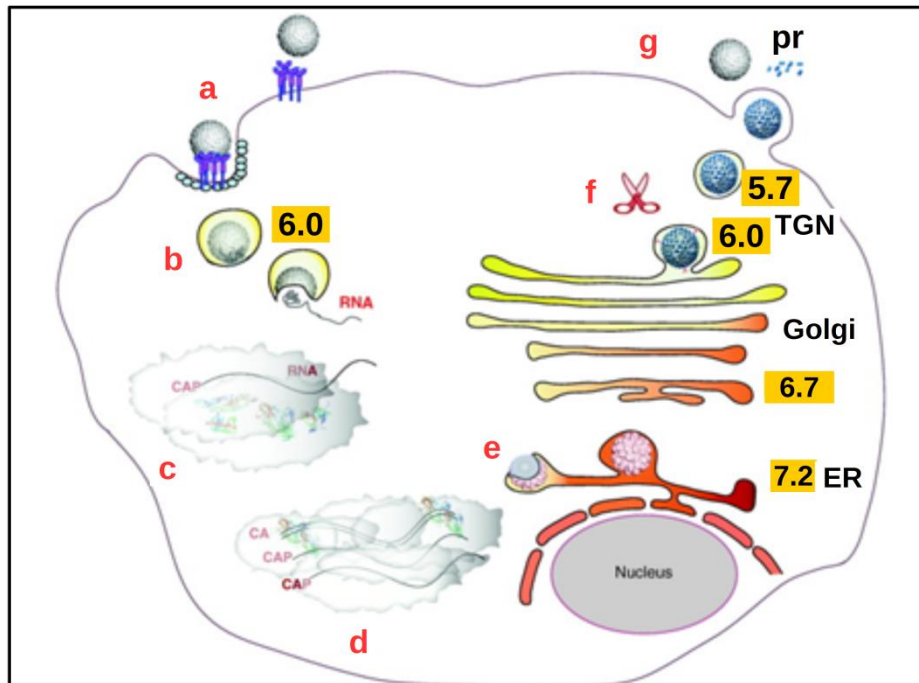 g
pr
a
5.7
f
TGN
6.0
6.0
b
RNA
Golgi
RNA
CAP
6.7
e
c
7.2
ER
CA
CAP
CAP
Nucleus
d